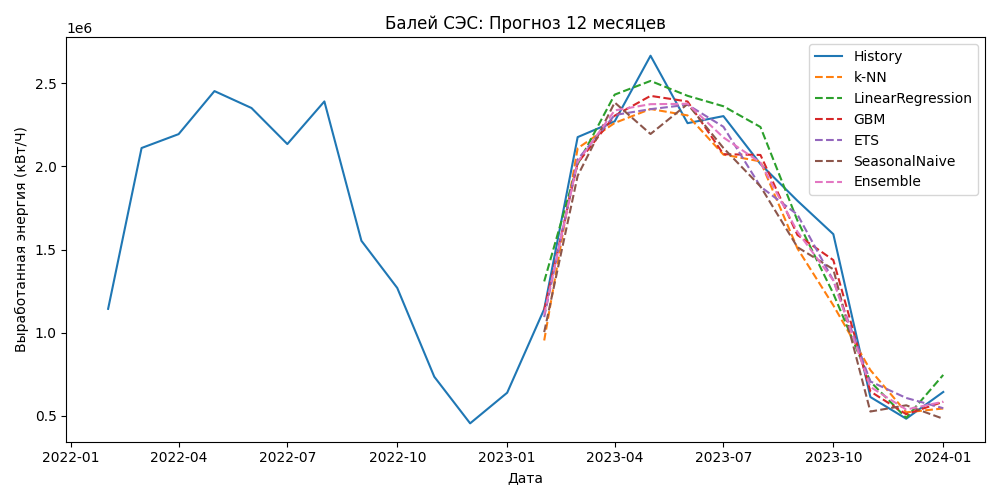 Балей СЭС: Прогноз 12 месяцев
1e6
Выработанная энергия (кВт/Ч)
2.5
2.0
1.5
1.0
0.5
History
k-NN
LinearRegression
GBM
ETS
SeasonalNaive
Ensemble
2022-01
2022-04
2022-07
2022-10
2023-01
2023-04
2023-07
2023-10
2024-01
Дата